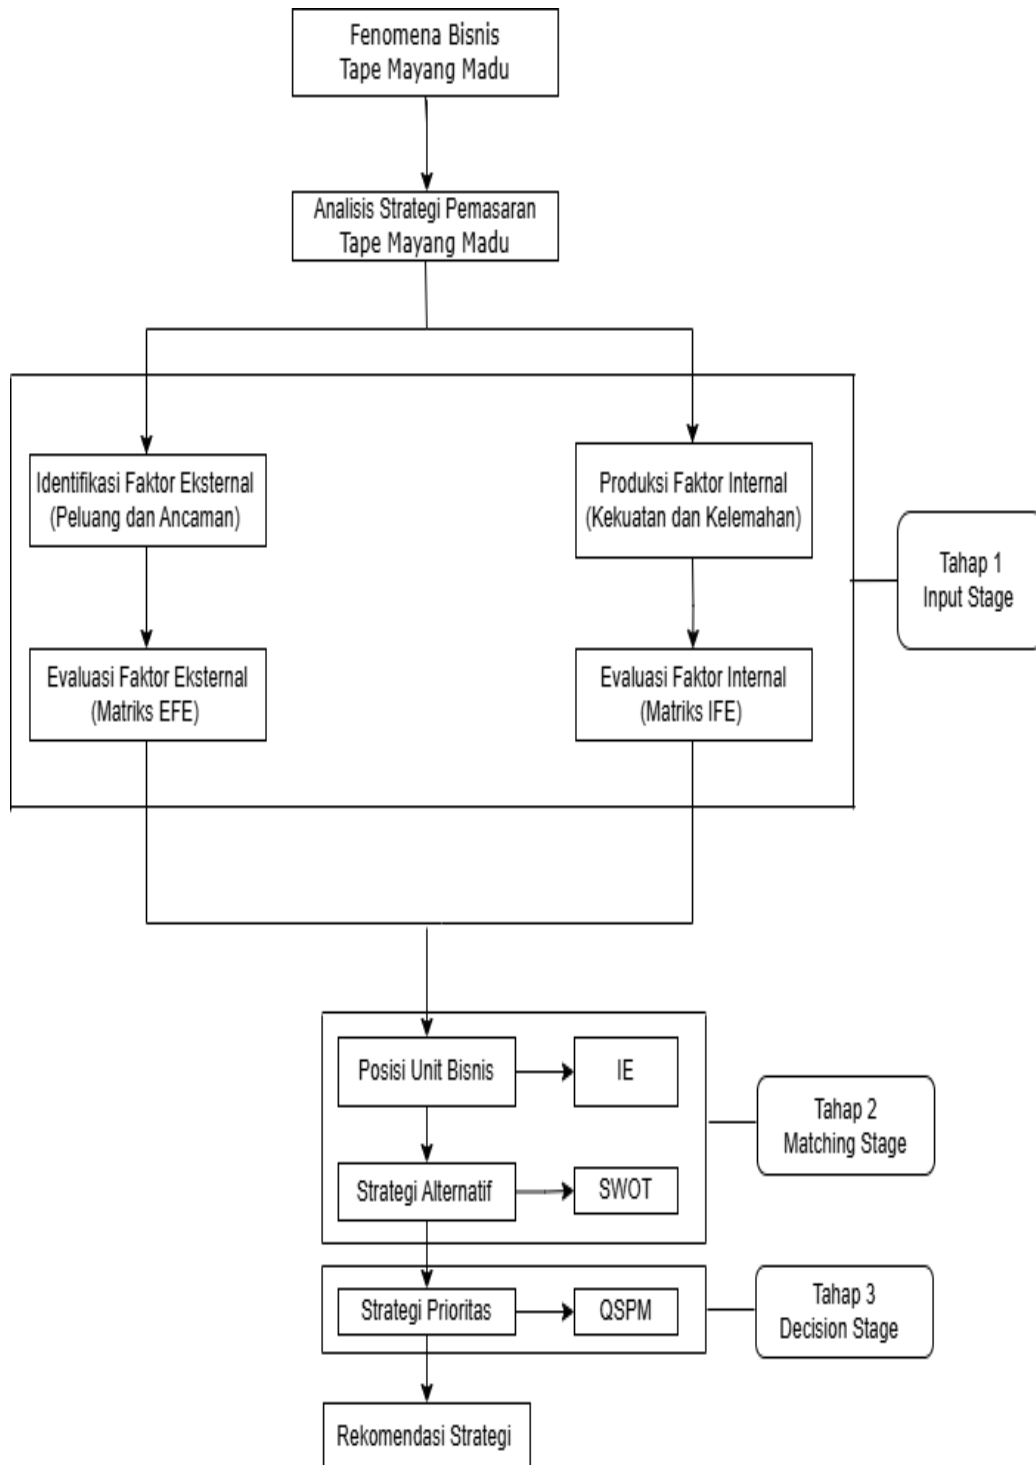 Fenomena Bisnis
Tape Mayang Madu
Analisis Strategi Pemasaran
Tape Mayang Madu
Identifikasi Faktor Eksternal
(Peluang dan Ancaman)
Produksi Faktor Internal
(Kekuatan dan Kelemahan)
Tahap 1
Input Stage
Evaluasi Faktor Eksternal
(Matriks EFE)
Evaluasi Faktor Internal
(Matriks IFE)
Posisi Unit Bisnis
IE
Tahap 2
Matching Stage
Strategi Alternatif
SWOT
Strategi Prioritas
QSPM
Tahap 3
Decision Stage
Rekomendasi Strategi